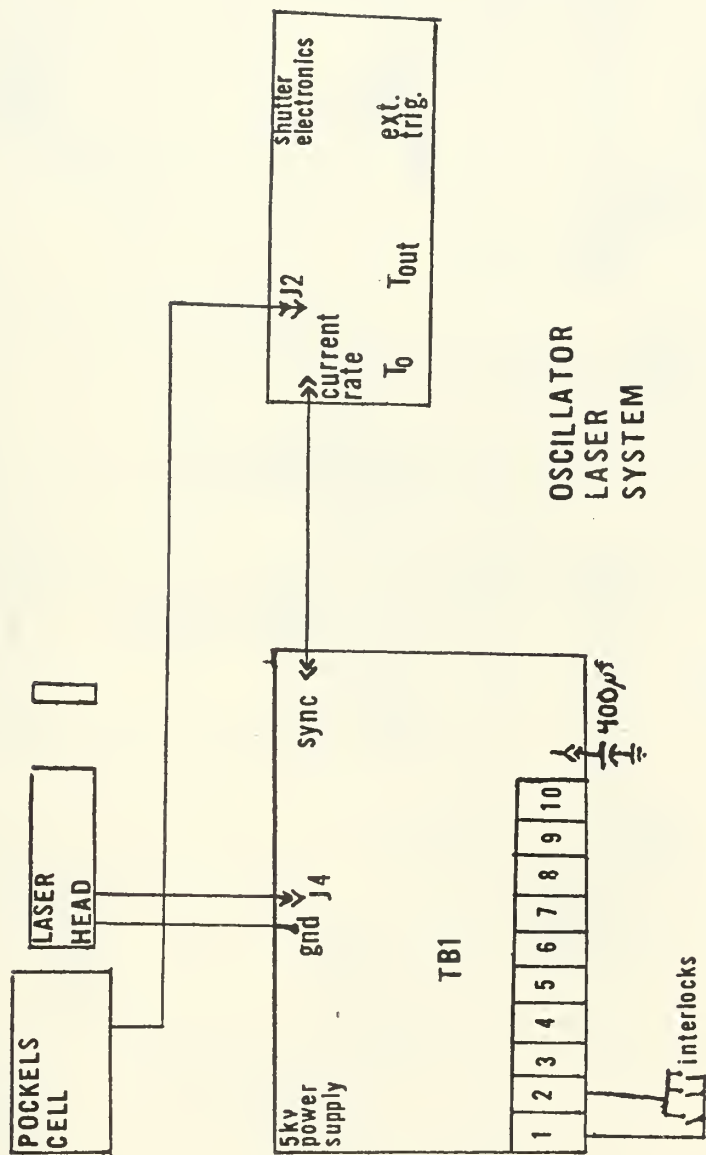 POCKELS
CELL
LASER
HEAD
shutter
electronics
J2
current
rate
ext.
trig.
To
Tout
5kv
power
supply
gnd
J4
sync
TB1
1 2 3 4 5 6 7 8 9 10
400µf
interlocks
OSCILLATOR
LASER
SYSTEM